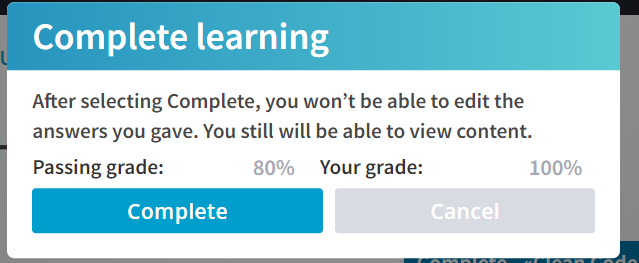 Complete learning
After selecting Complete, you won't be able to edit the
answers you gave. You still will be able to view content.
Passing grade: 80% Your grade: 100%
Complete Cancel